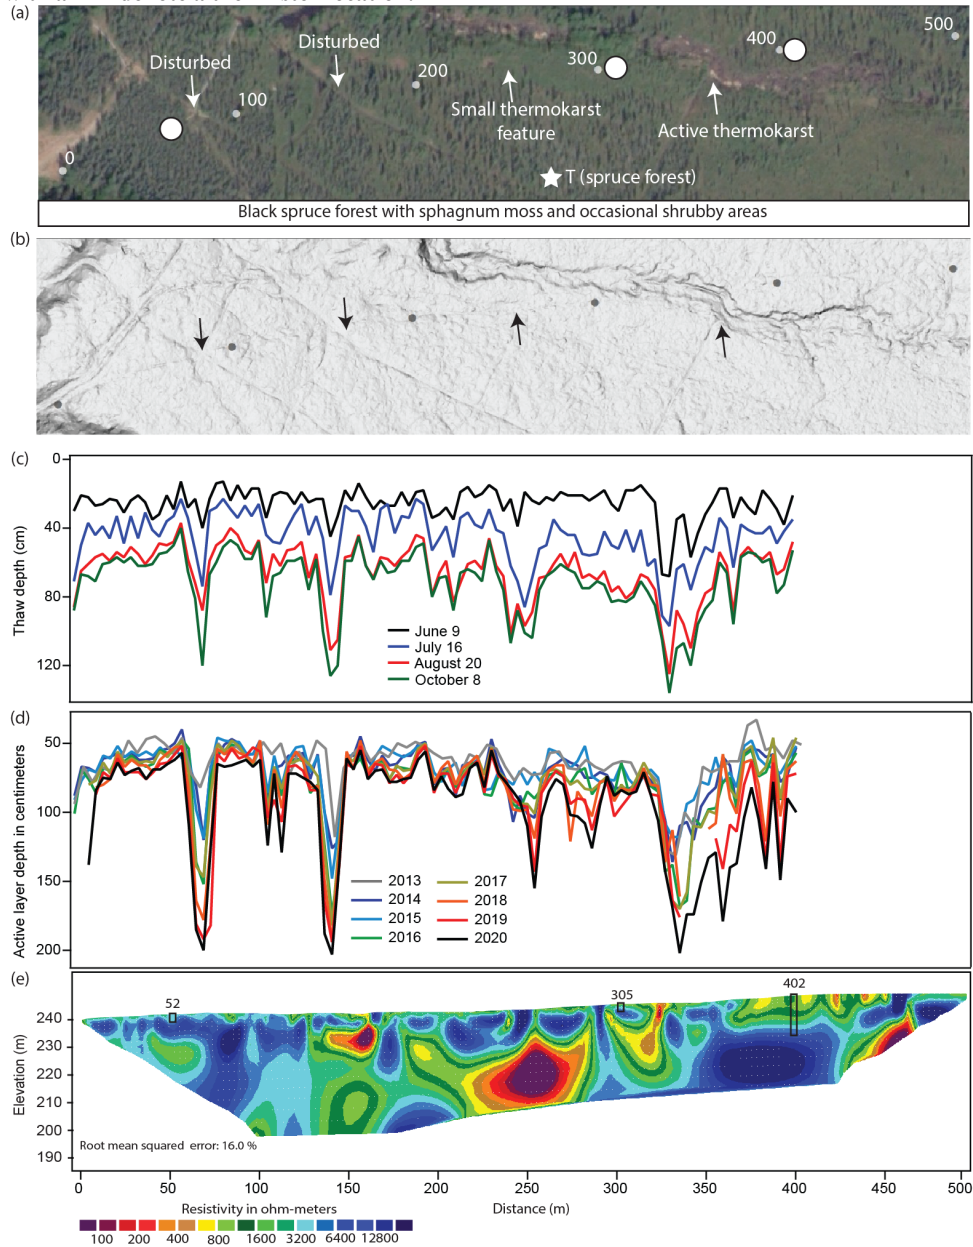 (a)
500
400
300
Disturbed
Disturbed
200
100
Small thermokarst
feature
Active thermokarst
0
T (spruce forest)
Black spruce forest with sphagnum moss and occasional shrubby areas
(b)
(c)
0
40
80
120
Thaw depth (cm)
June 9
July 16
August 20
October 8
(d)
50
100
150
200
Active layer depth in centimeters
2013
2014
2015
2016
2017
2018
2019
2020
(e)
52
305
402
240
230
220
210
200
190
Elevation (m)
Root mean squared error: 16.0 %
0 50 100 150 200 250 300 350 400 450 500
Resistivity in ohm-meters
Distance (m)
100 200 400 800 1600 3200 6400 12800